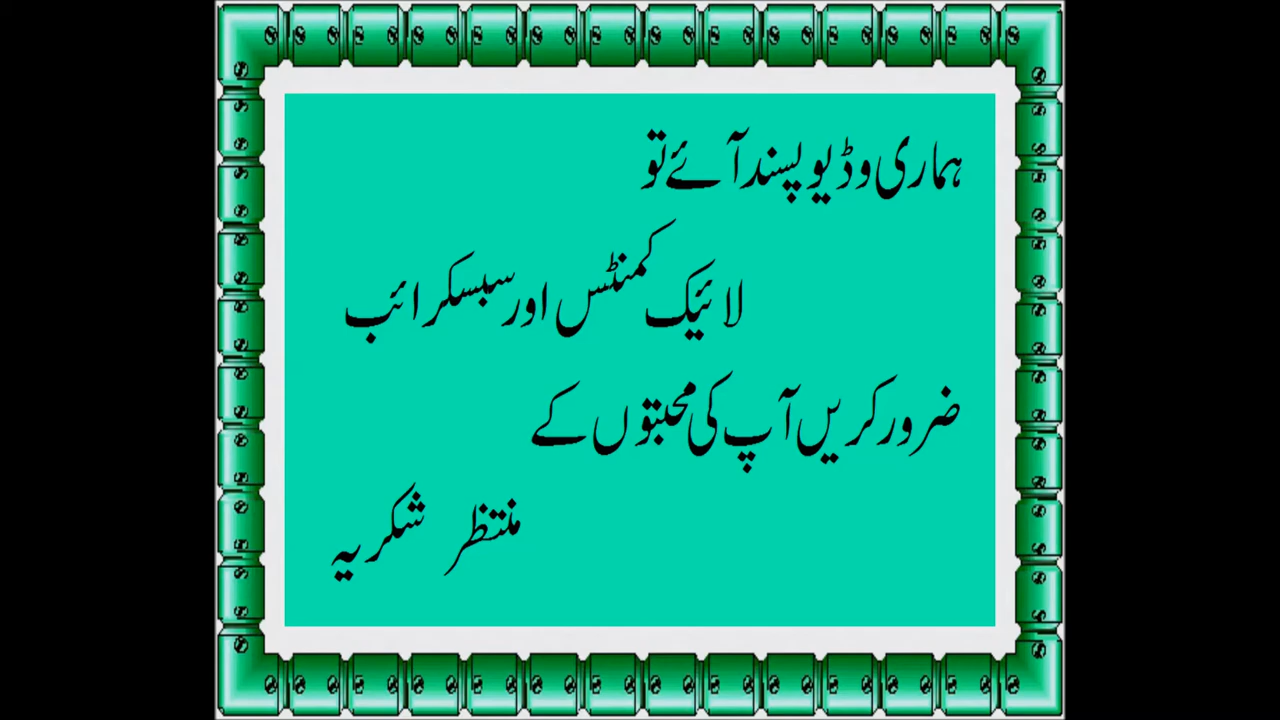 ہماری وڈیو پسند آئے تو
لائیک کمنٹس اور سبسکرائب
ضرور کریں آپ کی محبتوں کے
منتظر شکریہ